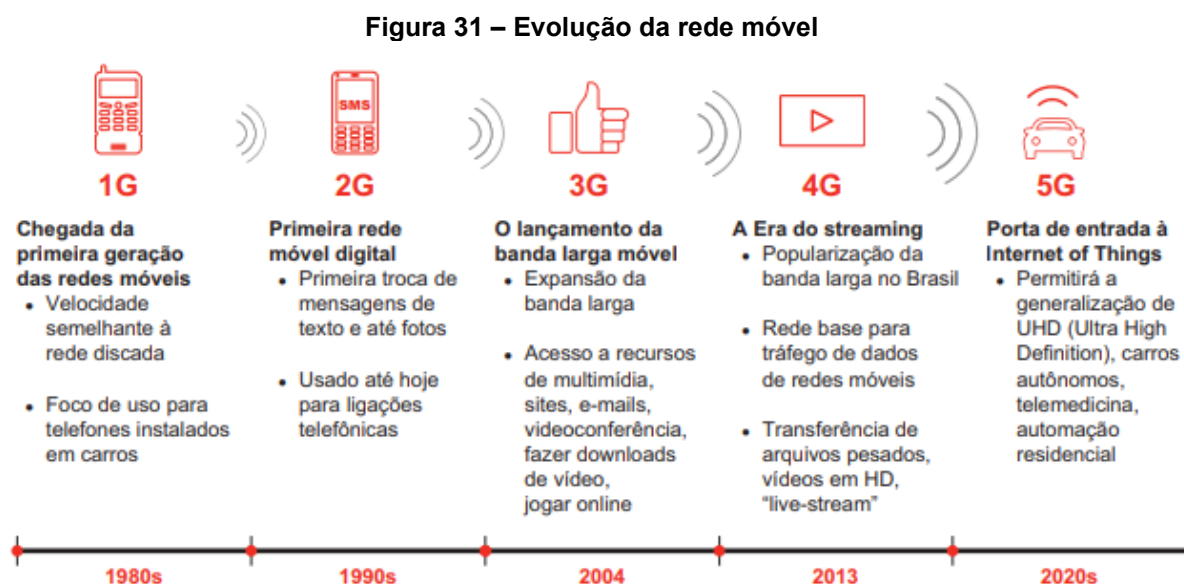 Figura 31 – Evolução da rede móvel
SMS
1G
Chegada da
primeira geração
das redes móveis
• Velocidade
semelhante à
rede discada
• Foco de uso para
telefones instalados
em carros
2G
Primeira rede
móvel digital
• Primeira troca de
mensagens de
texto e até fotos
• Usado até hoje
para ligações
telefônicas
3G
O lançamento da
banda larga móvel
• Expansão da
banda larga
• Acesso a recursos
de multimídia,
sites, e-mails,
videoconferência,
fazer downloads
de vídeo,
jogar online
4G
A Era do streaming
• Popularização da
banda larga no Brasil
• Rede base para
tráfego de dados
de redes móveis
• Transferência de
arquivos pesados,
vídeos em HD,
“live-stream”
5G
Porta de entrada à
Internet of Things
• Permitirá a
generalização de
UHD (Ultra High
Definition), carros
autônomos,
telemedicina,
automação
residencial
1980s
1990s
2004
2013
2020s